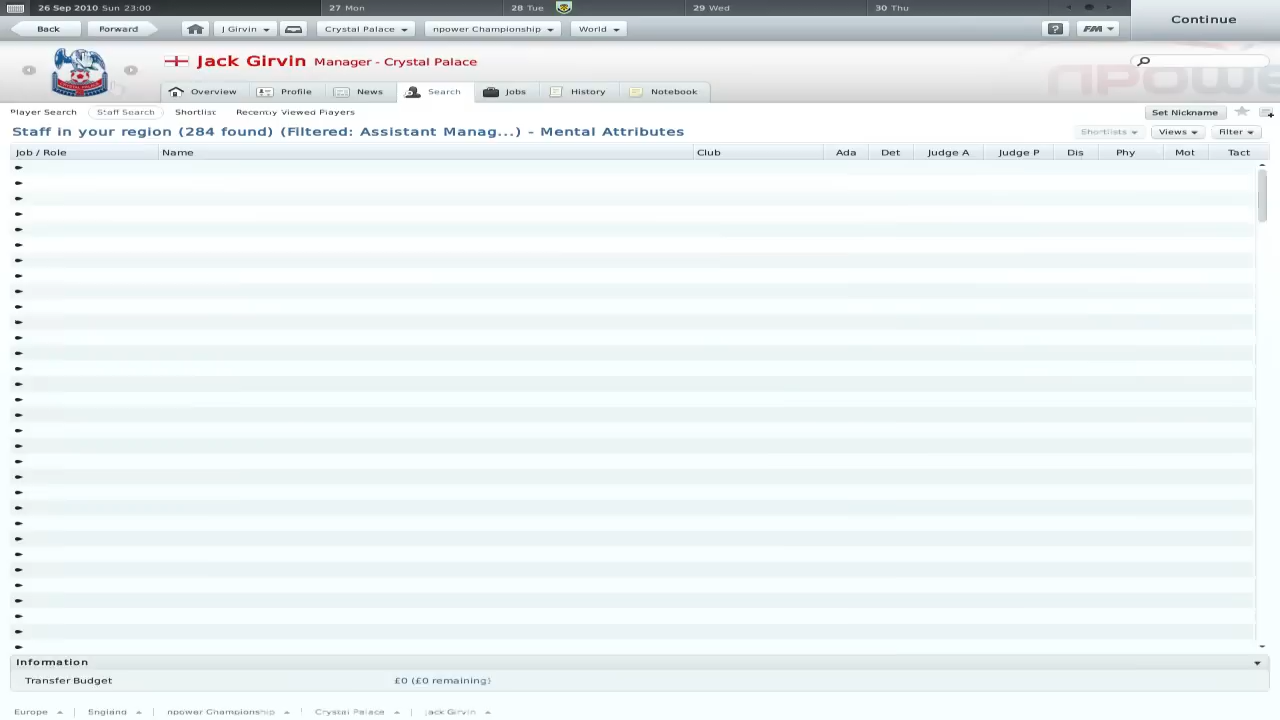 26 Sep 2010 Sun 23:00 27 Mon 28 Tue 29 Wed 30 Thu
Continue
Back Forward J Girvin Crystal Palace npower Championship World ? FM
Jack Girvin Manager - Crystal Palace
NPOWE
Overview Profile News Search Jobs History Notebook
Player Search Staff Search Shortlist Recently Viewed Players Set Nickname
Staff in your region (284 found) (Filtered: Assistant Manag...) - Mental Attributes Shortlists Views Filter
Job / Role Name Club Ada Det Judge A Judge P Dis Phy Mot Tact
Information
Transfer Budget £0 (£0 remaining)
Europe England npower Championship Crystal Palace Jack Girvin